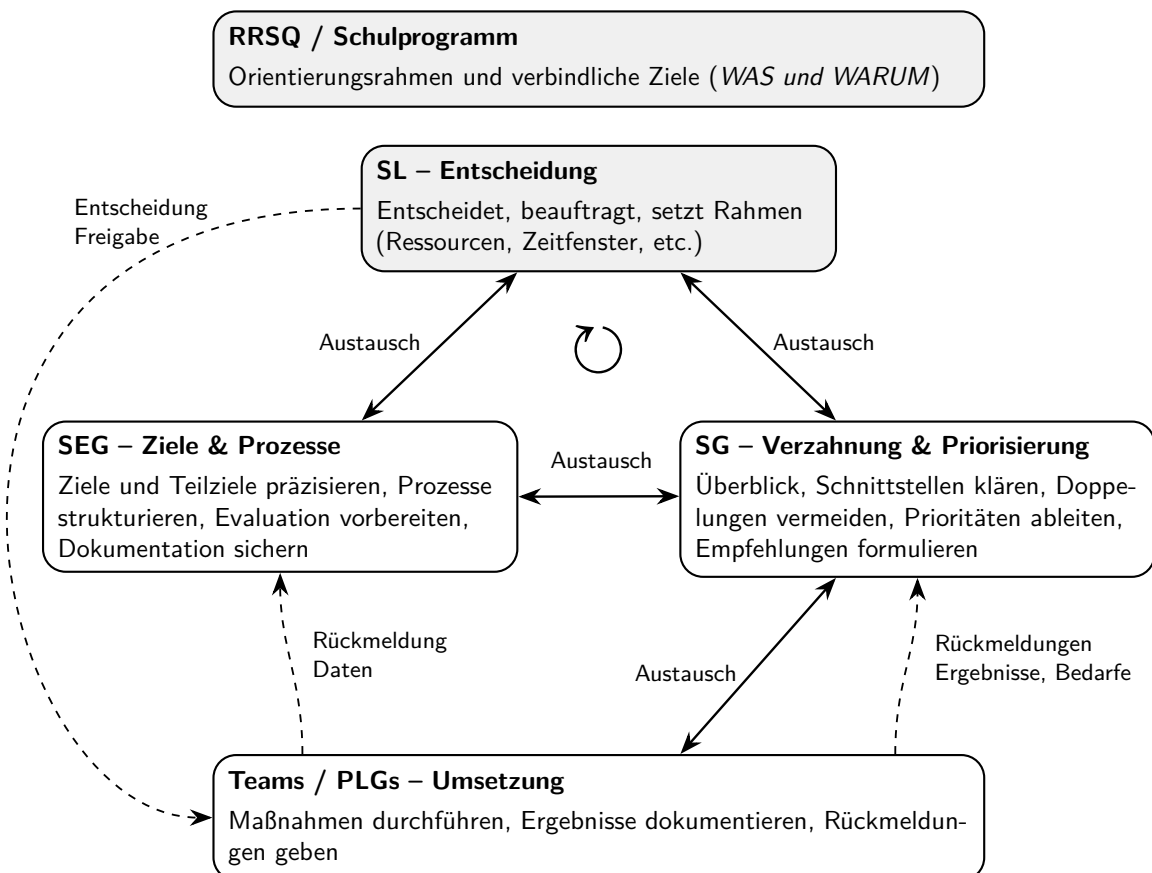 RRSQ / Schulprogramm
Orientierungsrahmen und verbindliche Ziele (WAS und WARUM)
SL – Entscheidung
Entscheidet, beauftragt, setzt Rahmen
(Ressourcen, Zeitfenster, etc.)
Entscheidung
Freigabe
Austausch
Austausch
SEG – Ziele & Prozesse
Ziele und Teilziele präzisieren, Prozesse
strukturieren, Evaluation vorbereiten,
Dokumentation sichern
Austausch
SG – Verzahnung & Priorisierung
Überblick, Schnittstellen klären, Doppe-
lungen vermeiden, Prioritäten ableiten,
Empfehlungen formulieren
Rückmeldung
Daten
Austausch
Rückmeldungen
Ergebnisse, Bedarfe
Teams / PLGs – Umsetzung
Maßnahmen durchführen, Ergebnisse dokumentieren, Rückmeldun-
gen geben